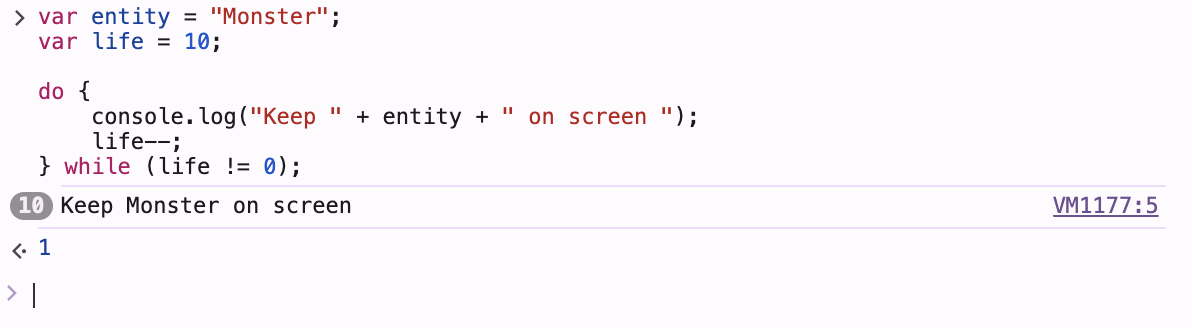 > var entity = "Monster";
var life = 10;
do {
    console.log("Keep " + entity + " on screen ");
    life--;
} while (life != 0);
10 Keep Monster on screen VM1177:5
<· 1
>